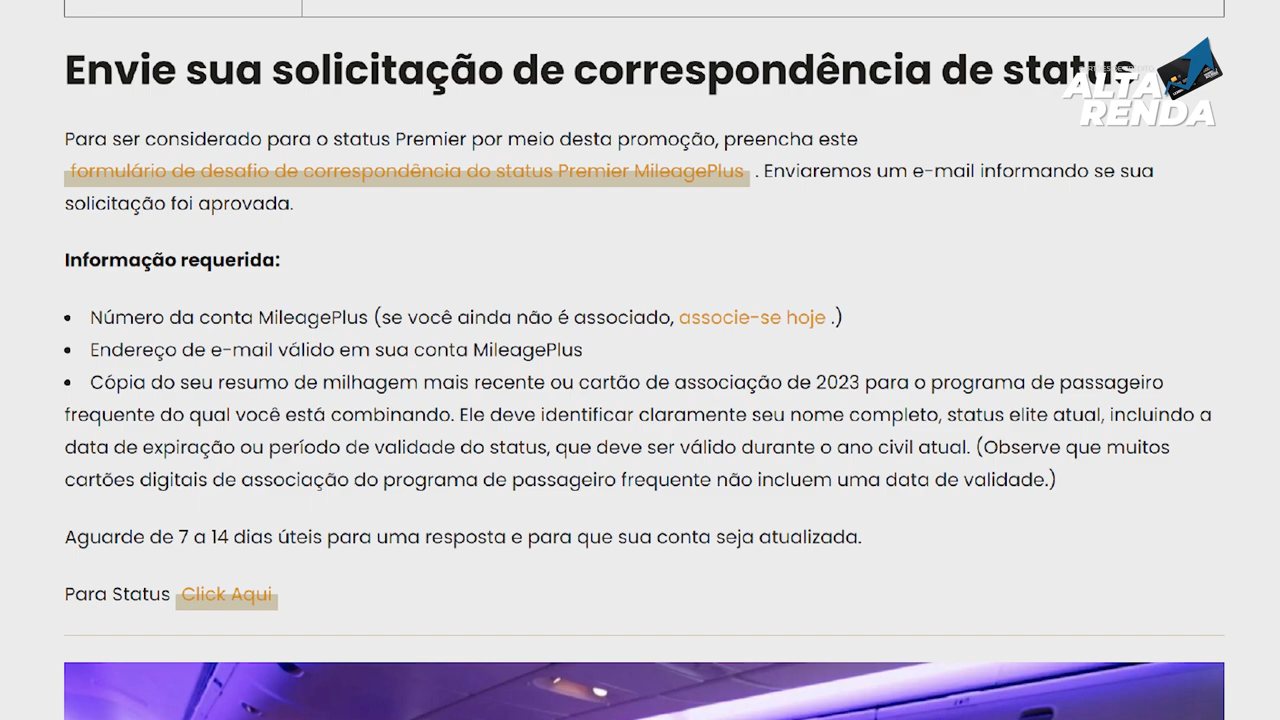 Envie sua solicitação de correspondência de status
ALTA
RENDA
Para ser considerado para o status Premier por meio desta promoção, preencha este
formulário de desafio de correspondência do status Premier MileagePlus . Enviaremos um e-mail informando se sua
solicitação foi aprovada.
Informação requerida:
• Número da conta MileagePlus (se você ainda não é associado, associe-se hoje .)
• Endereço de e-mail válido em sua conta MileagePlus
• Cópia do seu resumo de milhagem mais recente ou cartão de associação de 2023 para o programa de passageiro
frequente do qual você está combinando. Ele deve identificar claramente seu nome completo, status elite atual, incluindo a
data de expiração ou período de validade do status, que deve ser válido durante o ano civil atual. (Observe que muitos
cartões digitais de associação do programa de passageiro frequente não incluem uma data de validade.)
Aguarde de 7 a 14 dias úteis para uma resposta e para que sua conta seja atualizada.
Para Status Click Aqui